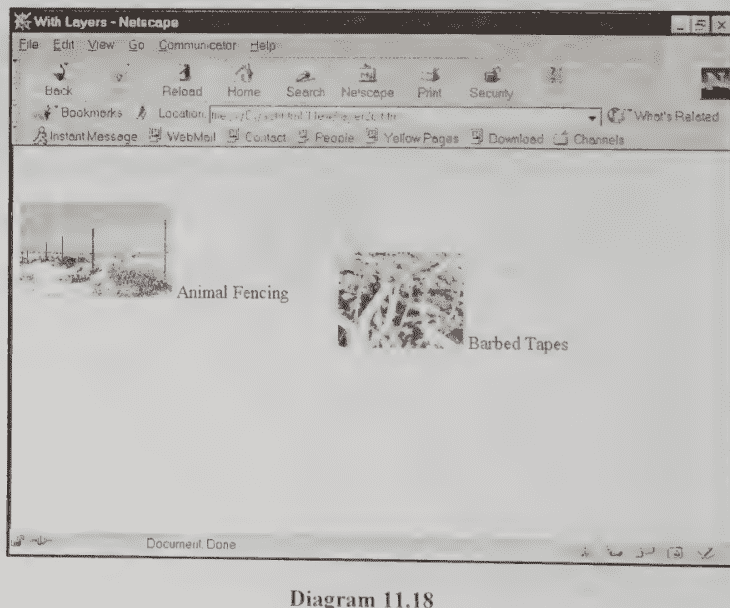 With Layers - Netscape
File Edit View Go Communicator Help
Back Reload Home Search Netscape Print Security
Bookmarks Location: What's Related
Instant Message WebMail Contact People Yellow Pages Download Channels
Animal Fencing
Barbed Tapes
Document: Done
Diagram 11.18